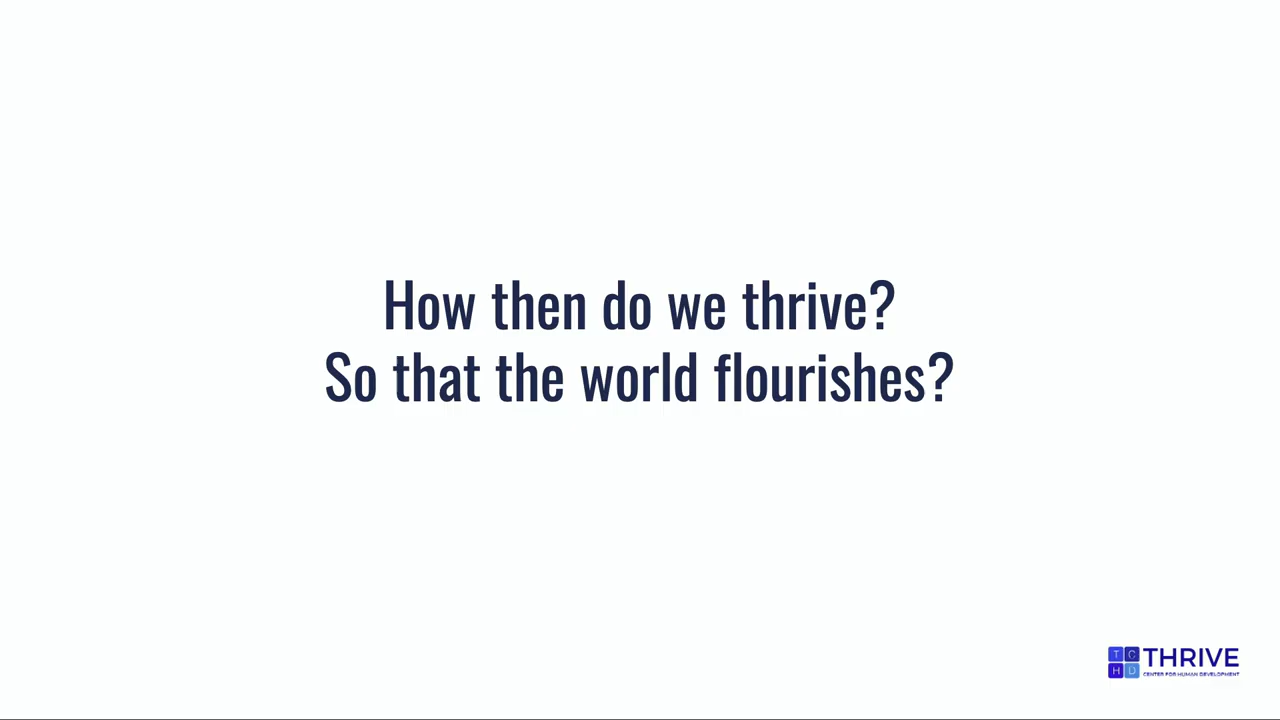 How then do we thrive?
So that the world flourishes?
T C
H D
THRIVE
CENTER FOR HUMAN DEVELOPMENT